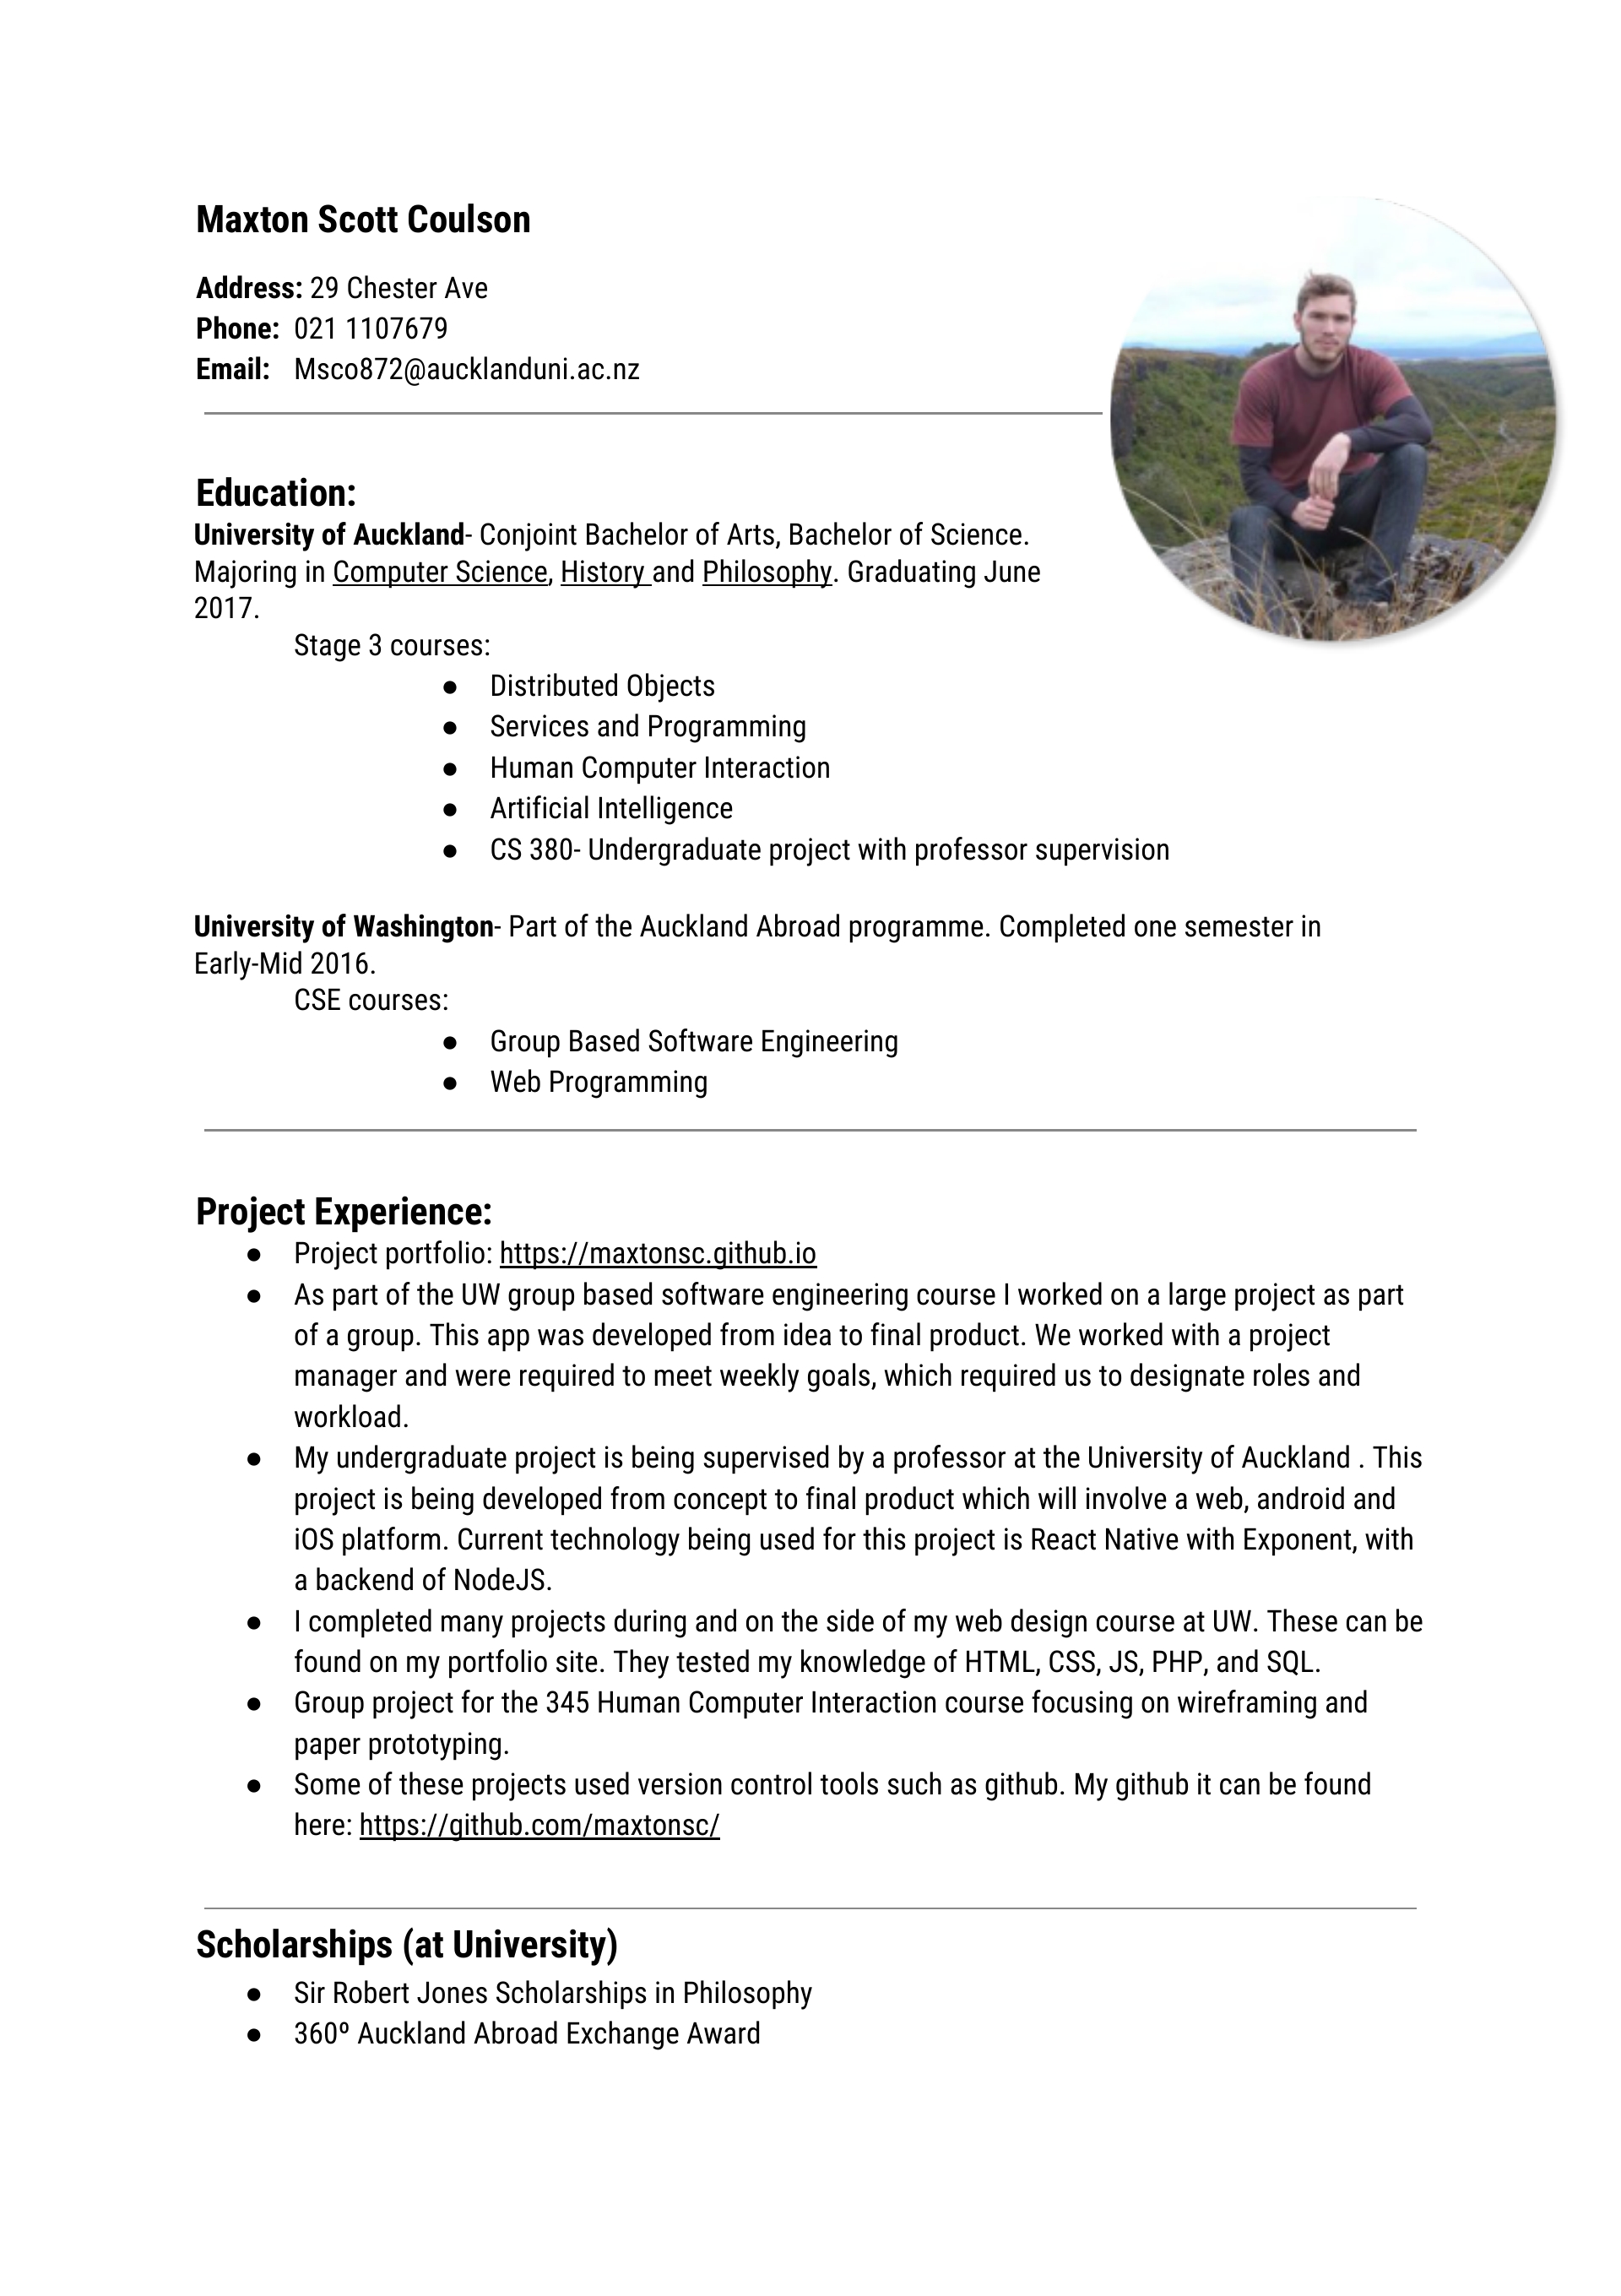 Maxton Scott Coulson
Address: 29 Chester Ave
Phone: 021 1107679
Email: Msco872@aucklanduni.ac.nz
Education:
University of Auckland- Conjoint Bachelor of Arts, Bachelor of Science.
Majoring in Computer Science, History and Philosophy. Graduating June
2017.
Stage 3 courses:
● Distributed Objects
● Services and Programming
● Human Computer Interaction
● Artificial Intelligence
● CS 380- Undergraduate project with professor supervision
University of Washington- Part of the Auckland Abroad programme. Completed one semester in
Early-Mid 2016.
CSE courses:
● Group Based Software Engineering
● Web Programming
Project Experience:
● Project portfolio: https://maxtonsc.github.io
● As part of the UW group based software engineering course I worked on a large project as part
of a group. This app was developed from idea to final product. We worked with a project
manager and were required to meet weekly goals, which required us to designate roles and
workload.
● My undergraduate project is being supervised by a professor at the University of Auckland . This
project is being developed from concept to final product which will involve a web, android and
iOS platform. Current technology being used for this project is React Native with Exponent, with
a backend of NodeJS.
● I completed many projects during and on the side of my web design course at UW. These can be
found on my portfolio site. They tested my knowledge of HTML, CSS, JS, PHP, and SQL.
● Group project for the 345 Human Computer Interaction course focusing on wireframing and
paper prototyping.
● Some of these projects used version control tools such as github. My github it can be found
here: https://github.com/maxtonsc/
Scholarships (at University)
● Sir Robert Jones Scholarships in Philosophy
● 360º Auckland Abroad Exchange Award